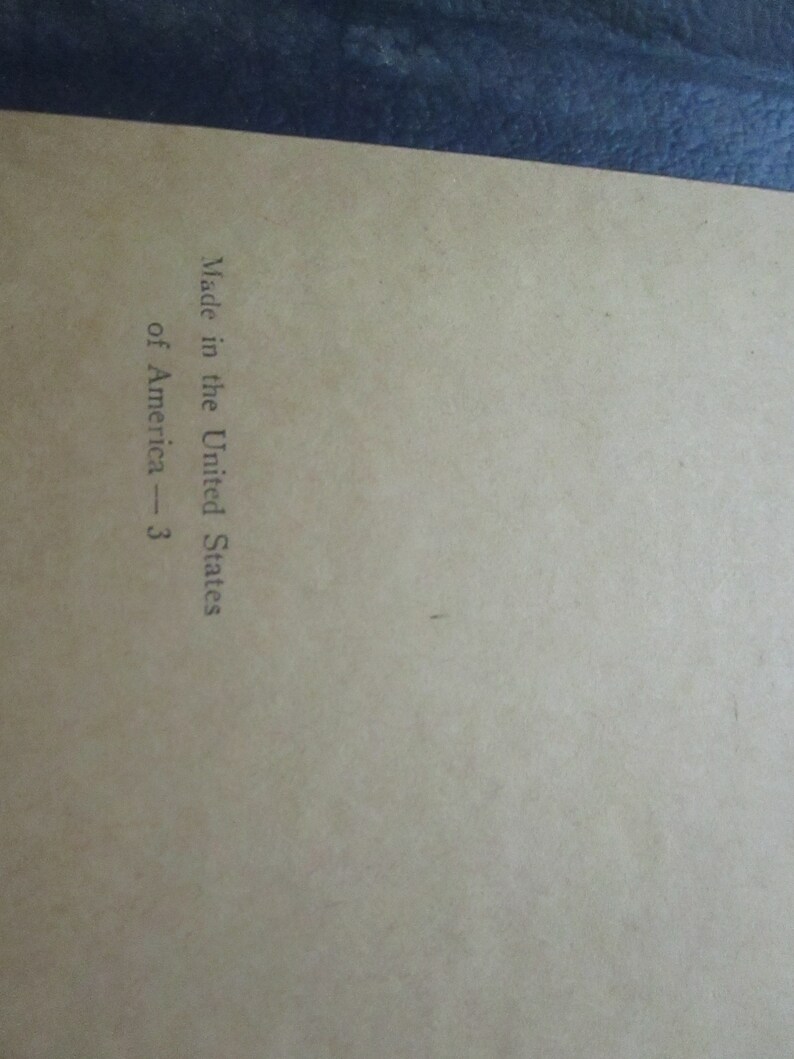 Made in the United States
of America — 3